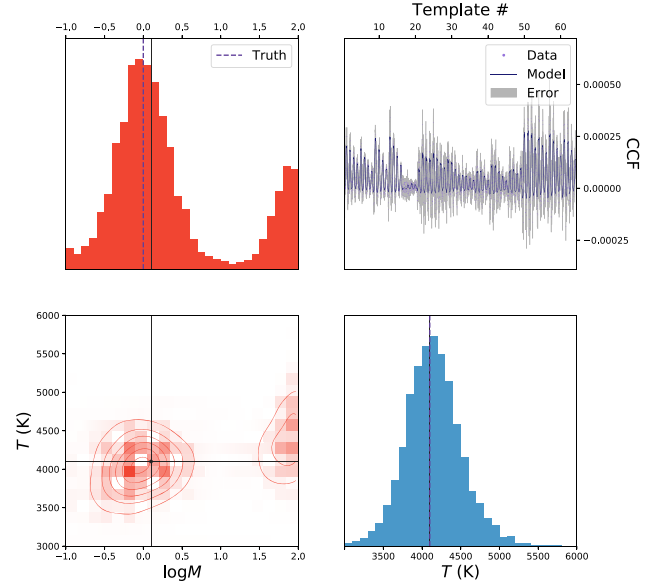 Template #
−1.0 −0.5 0.0 0.5 1.0 1.5 2.0
10 20 30 40 50 60
Truth
Data
Model
Error
0.00050
0.00025
0.00000
−0.00025
CCF
6000
5500
5000
4500
4000
3500
3000
T (K)
−1.0 −0.5 0.0 0.5 1.0 1.5 2.0
logM
3500 4000 4500 5000 5500 6000
T (K)